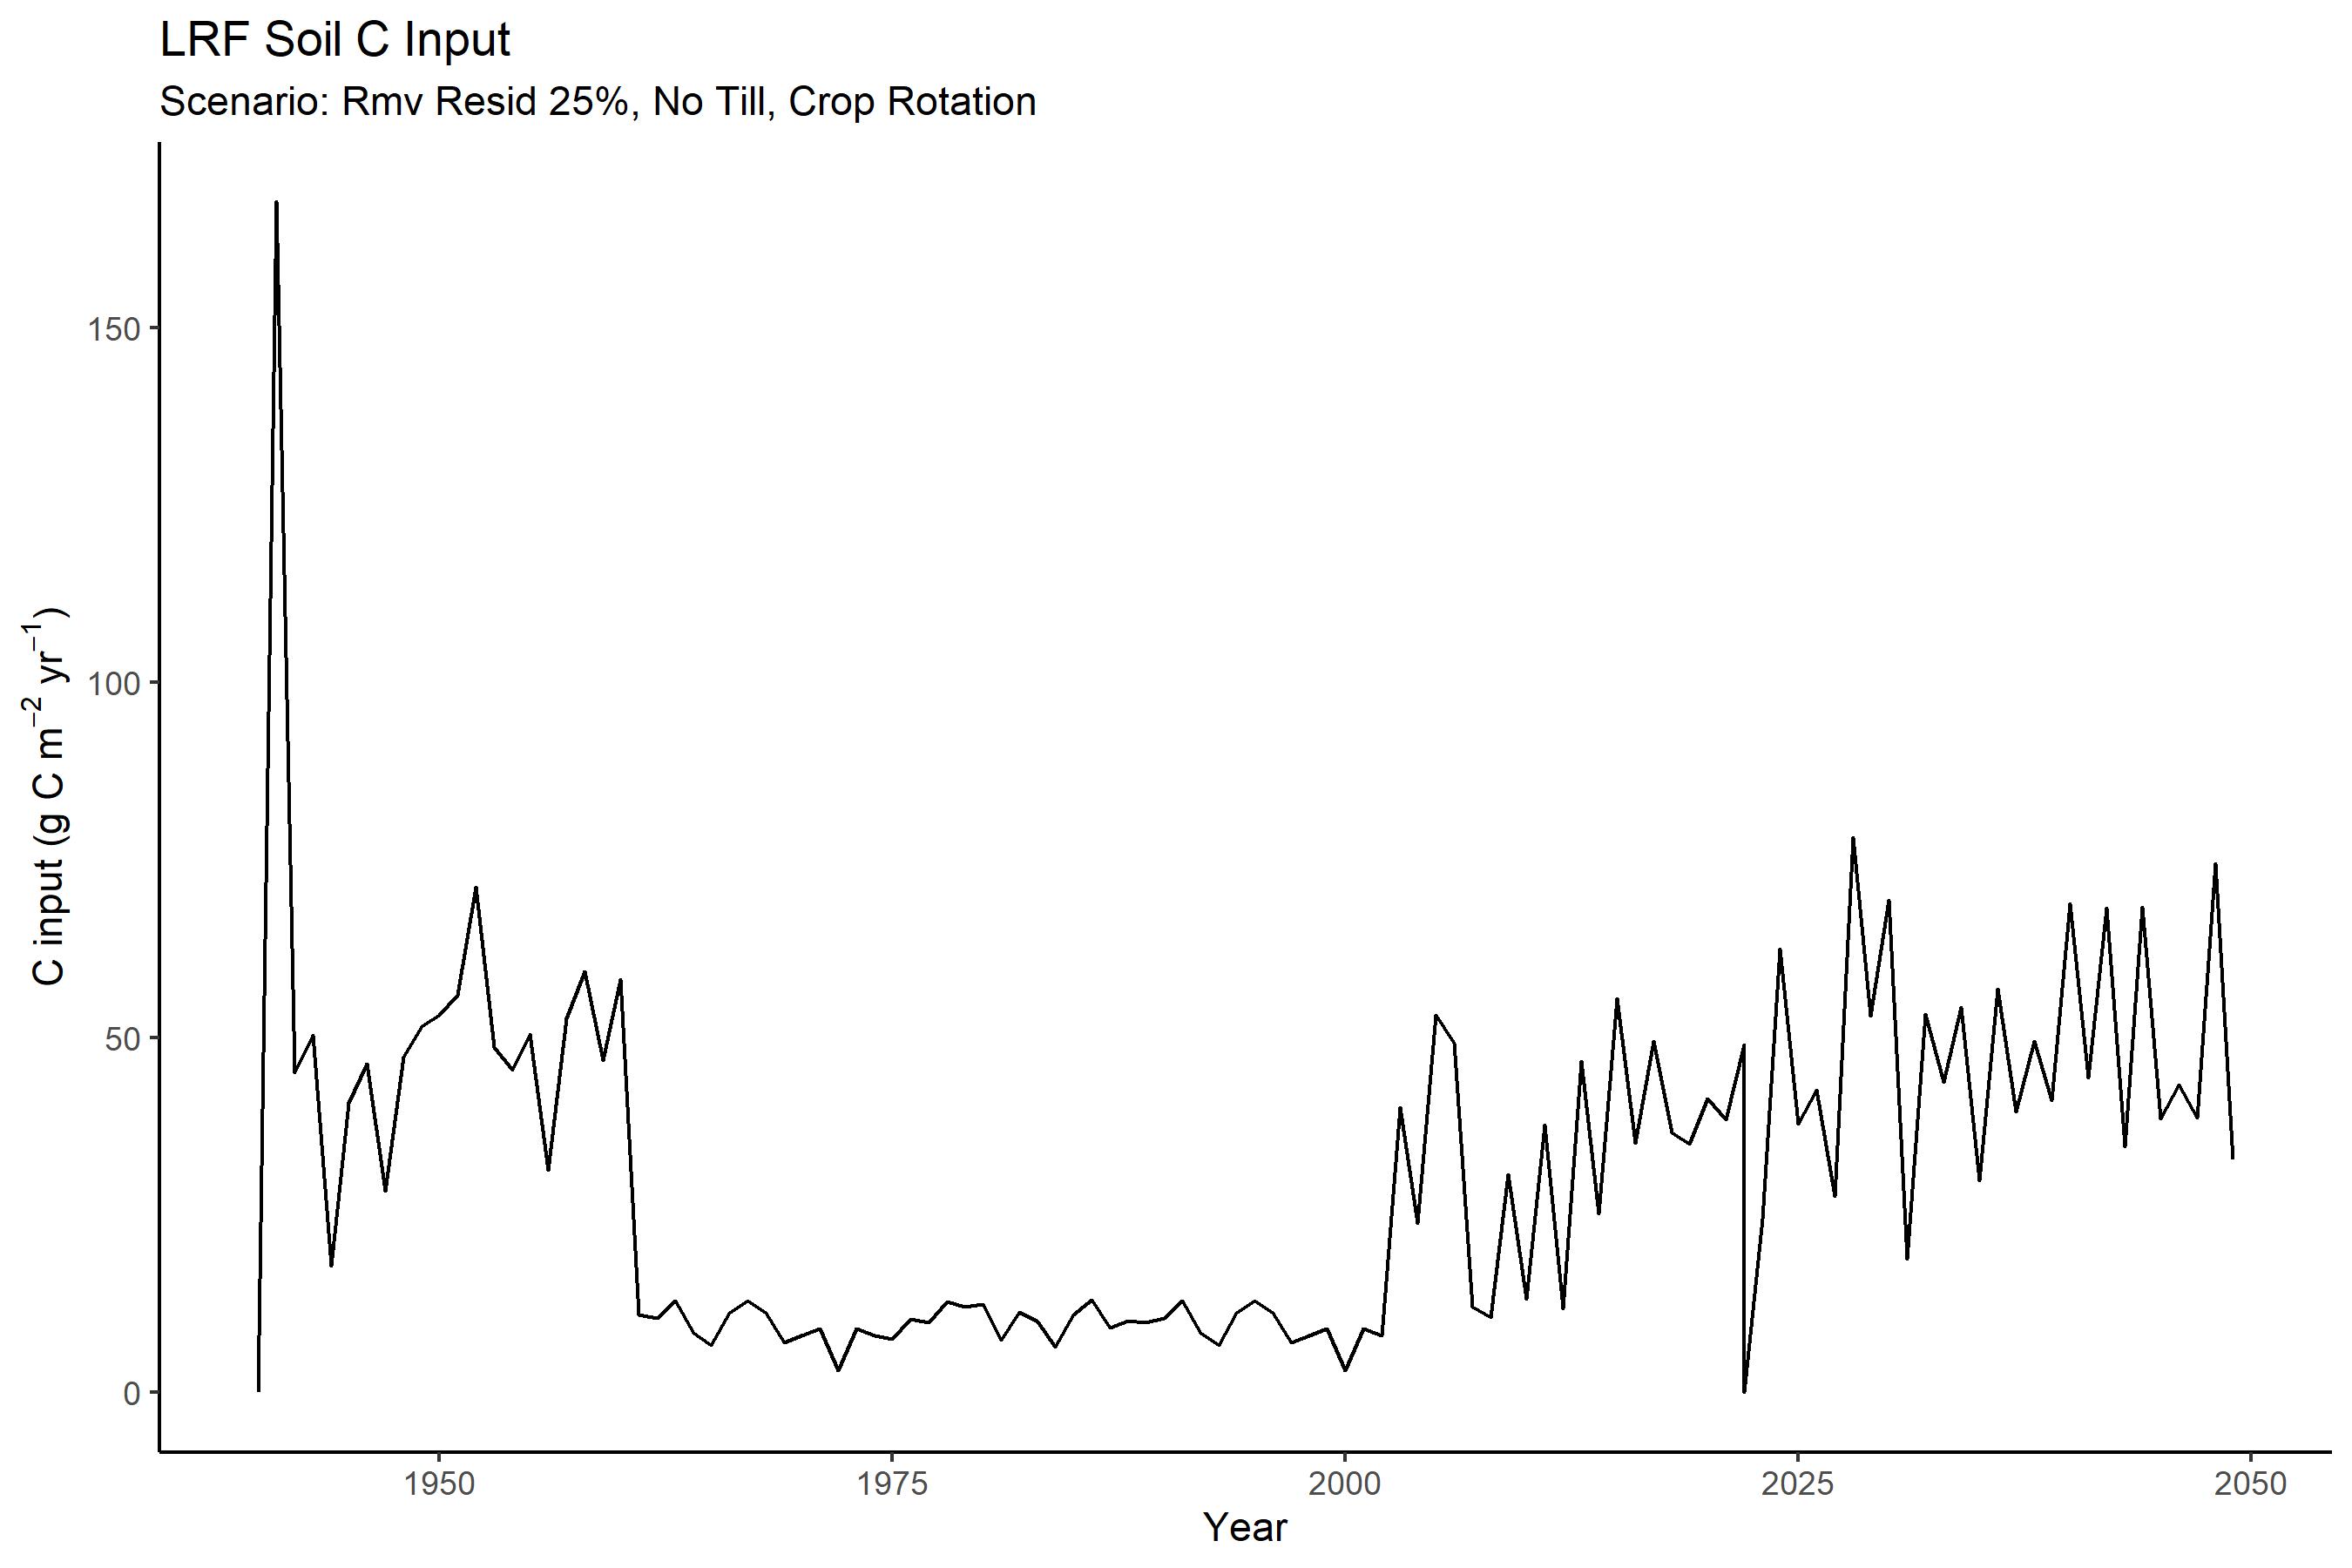 LRF Soil C Input
Scenario: Rmv Resid 25%, No Till, Crop Rotation
C input (g C m⁻² yr⁻¹)
150
100
50
0
1950 1975 2000 2025 2050
Year